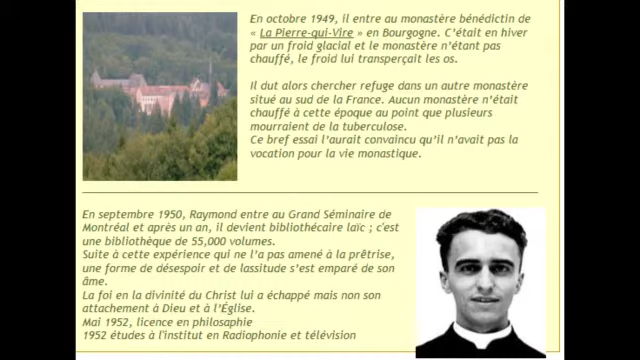 En octobre 1949, il entre au monastère bénédictin de
« La Pierre-qui-Vire » en Bourgogne. C’était en hiver
par un froid glacial et le monastère n’étant pas
chauffé, le froid lui transperçait les os.
Il dut alors chercher refuge dans un autre monastère
situé au sud de la France. Aucun monastère n’était
chauffé à cette époque au point que plusieurs
mourraient de la tuberculose.
Ce bref essai l’aurait convaincu qu’il n’avait pas la
vocation pour la vie monastique.
En septembre 1950, Raymond entre au Grand Séminaire de
Montréal et après un an, il devient bibliothécaire laïc ; c'est
une bibliothèque de 55,000 volumes.
Suite à cette expérience qui ne l’a pas amené à la prêtrise,
une forme de désespoir et de lassitude s’est emparé de son
âme.
La foi en la divinité du Christ lui a échappé mais non son
attachement à Dieu et à l’Église.
Mai 1952, licence en philosaphie
1952 études à l'institut en Radiophonie et télévision